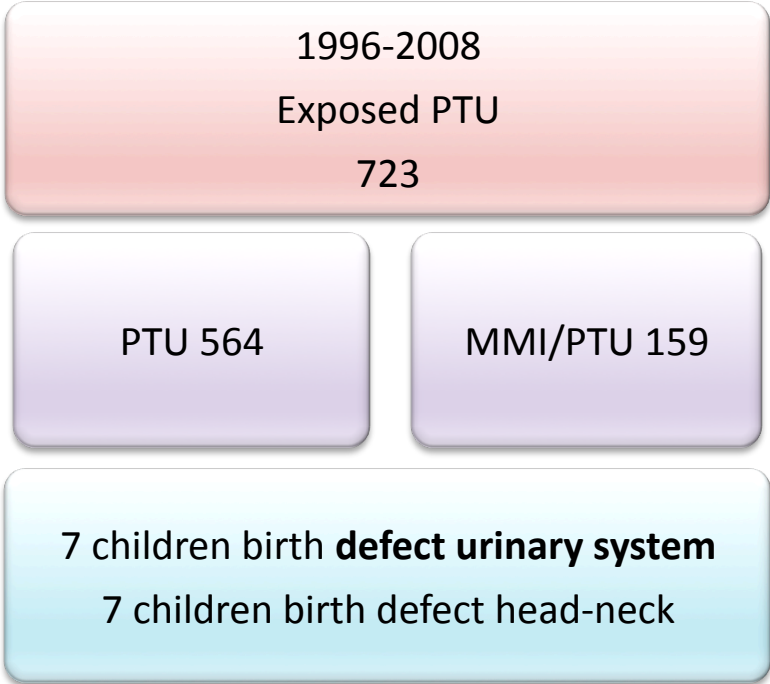 1996-2008
Exposed PTU
723
PTU 564
MMI/PTU 159
7 children birth defect urinary system
7 children birth defect head-neck